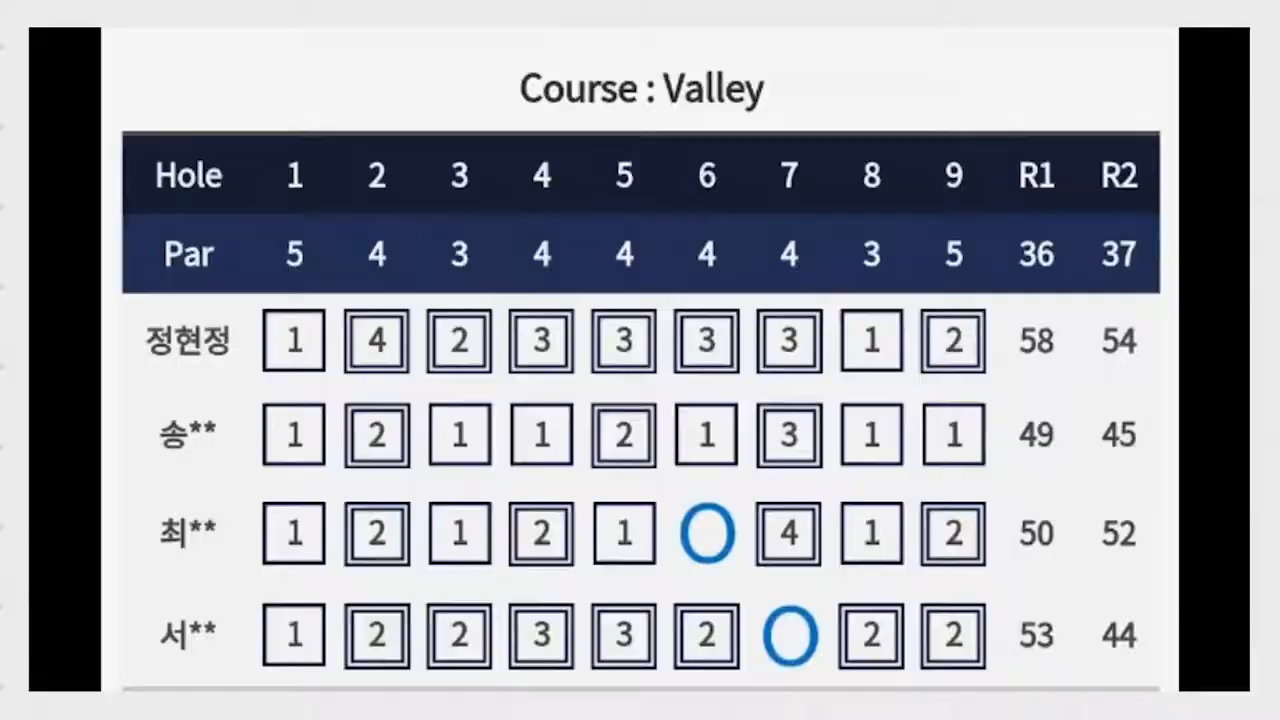 Course : Valley
Hole 1 2 3 4 5 6 7 8 9 R1 R2
Par 5 4 3 4 4 4 4 3 5 36 37
정현정 1 4 2 3 3 3 3 1 2 58 54
송** 1 2 1 1 2 1 3 1 1 49 45
최** 1 2 1 2 1 O 4 1 2 50 52
서** 1 2 2 3 3 2 O 2 2 53 44